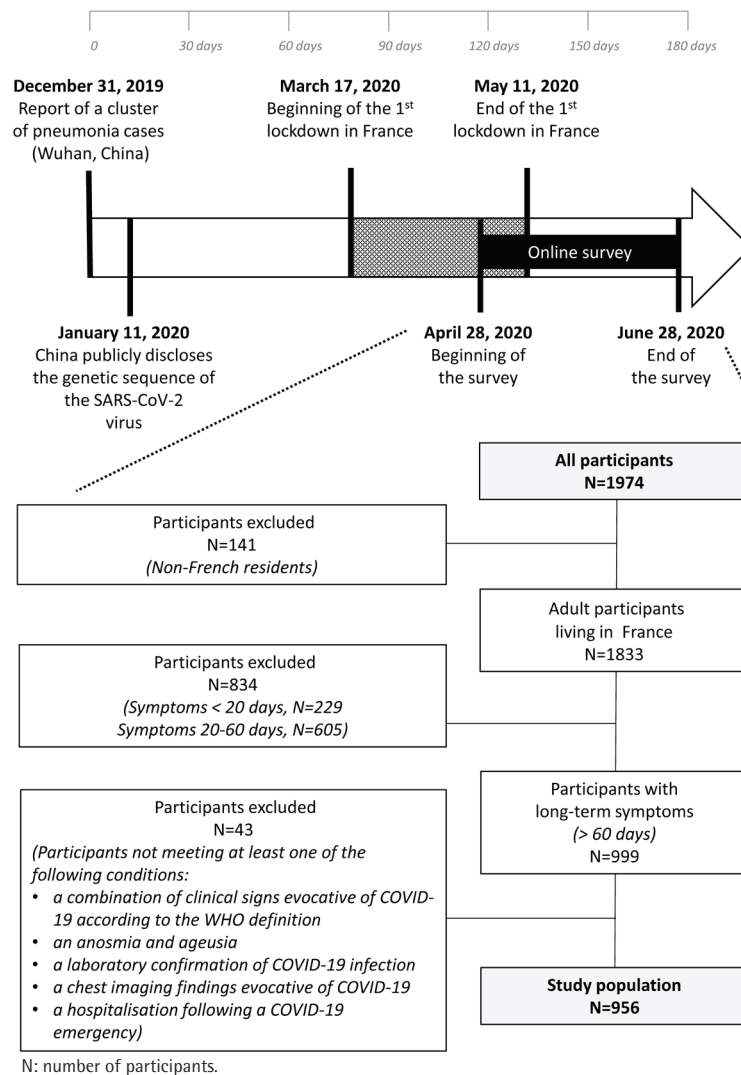 0 30 days 60 days 90 days 120 days 150 days 180 days
December 31, 2019
Report of a cluster
of pneumonia cases
(Wuhan, China)
March 17, 2020
Beginning of the 1st
lockdown in France
May 11, 2020
End of the 1st
lockdown in France
Online survey
January 11, 2020
China publicly discloses
the genetic sequence of
the SARS-CoV-2
virus
April 28, 2020
Beginning of
the survey
June 28, 2020
End of
the survey
All participants
N=1974
Participants excluded
N=141
(Non-French residents)
Adult participants
living in France
N=1833
Participants excluded
N=834
(Symptoms < 20 days, N=229
Symptoms 20-60 days, N=605)
Participants with
long-term symptoms
(> 60 days)
N=999
Participants excluded
N=43
(Participants not meeting at least one of the
following conditions:
• a combination of clinical signs evocative of COVID-
19 according to the WHO definition
• an anosmia and ageusia
• a laboratory confirmation of COVID-19 infection
• a chest imaging findings evocative of COVID-19
• a hospitalisation following a COVID-19
emergency)
Study population
N=956
N: number of participants.